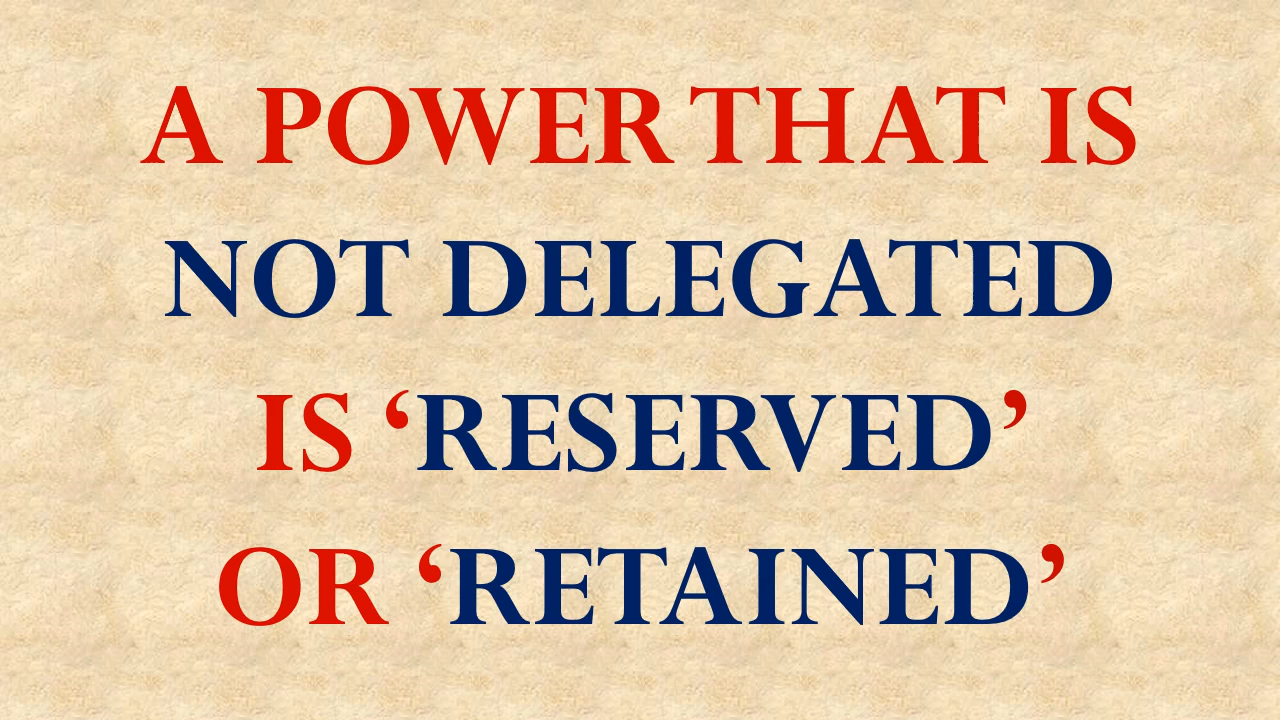 A POWER THAT IS
NOT DELEGATED
IS ‘RESERVED’
OR ‘RETAINED’